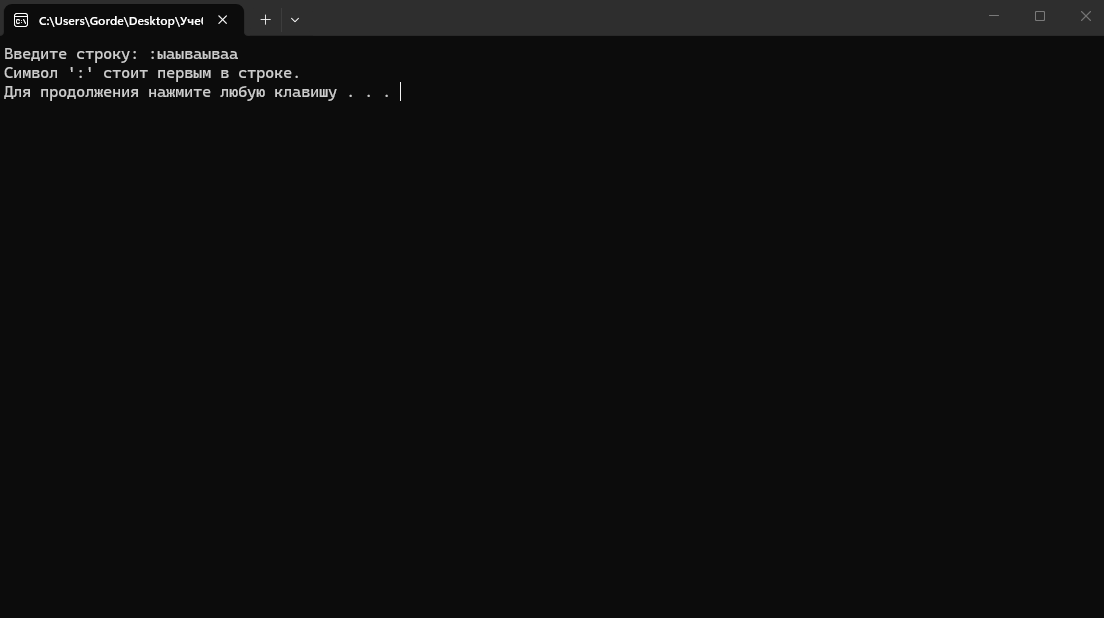 C:\Users\Gorde\Desktop\Уче
Введите строку: :ыаываываа
Символ ':' стоит первым в строке.
Для продолжения нажмите любую клавишу . . .